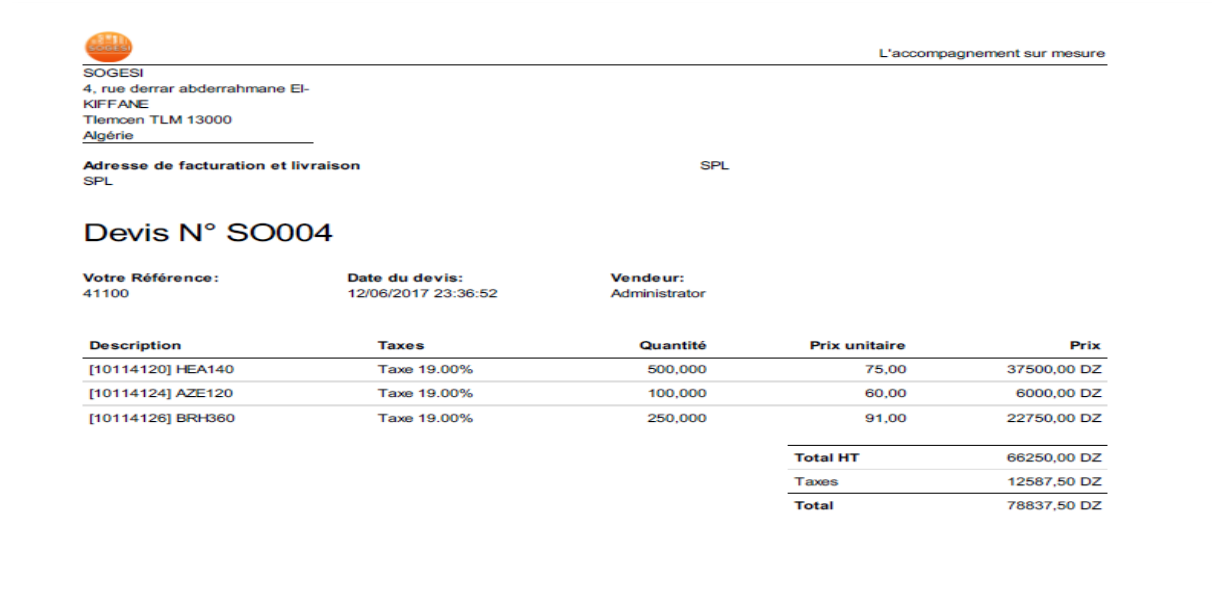 SOGESI
L'accompagnement sur mesure
SOGESI
4, rue derrar abderrahmane El-
KIFFANE
Tlemcen TLM 13000
Algérie
Adresse de facturation et livraison
SPL
SPL
Devis N° SO004
Votre Référence: Date du devis: Vendeur:
41100 12/06/2017 23:36:52 Administrator
Description Taxes Quantité Prix unitaire Prix
[10114120] HEA140 Taxe 19.00% 500,000 75,00 37500,00 DZ
[10114124] AZE120 Taxe 19.00% 100,000 60,00 6000,00 DZ
[10114126] BRH360 Taxe 19.00% 250,000 91,00 22750,00 DZ
Total HT 66250,00 DZ
Taxes 12587,50 DZ
Total 78837,50 DZ